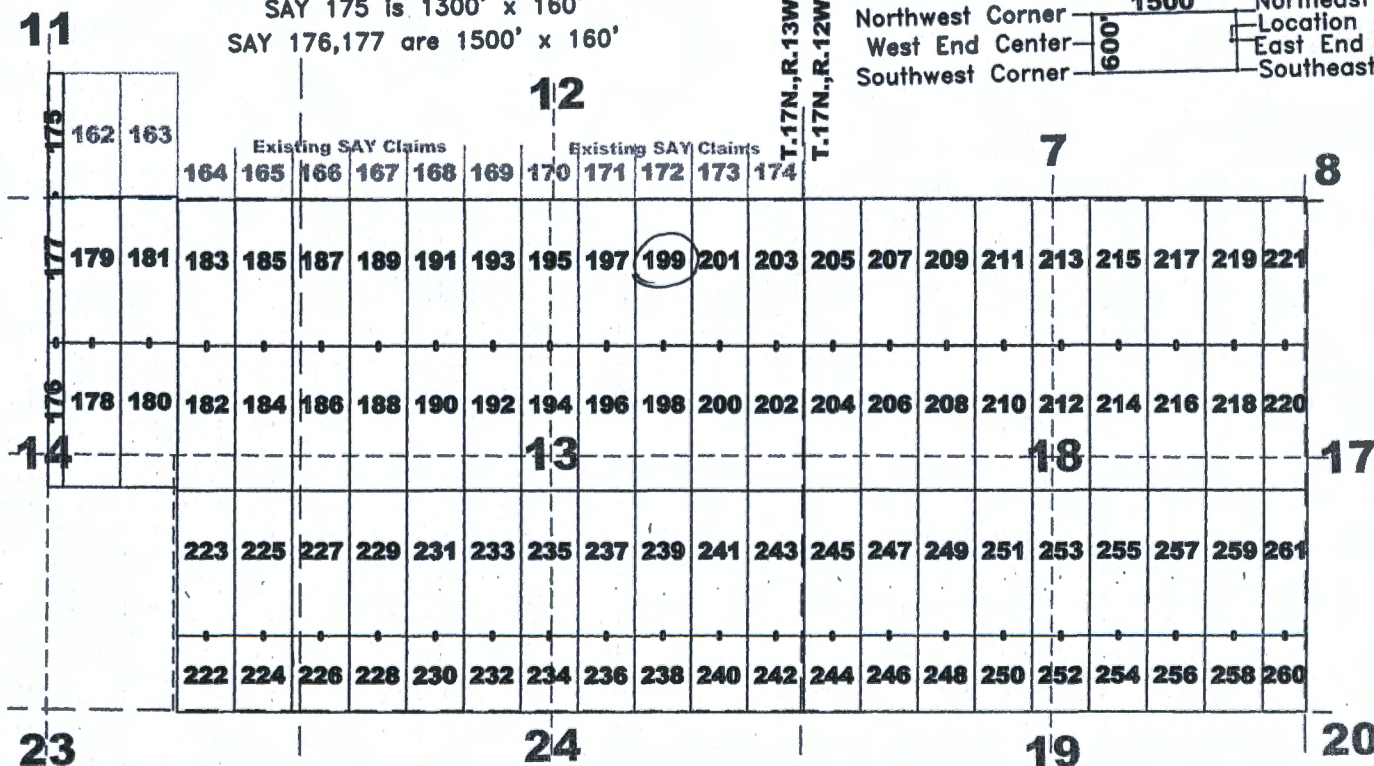 SAY 175 is 1300' x 160'
SAY 176,177 are 1500' x 160'
11
12
T.17N.,R.13W
T.17N.,R.12W
1500'
Northwest Corner
Northeast
Location
West End Center
600'
East End
Southwest Corner
Southeast
7
8
175
162 163
Existing SAY Claims
Existing SAY Claims
164 165 166 167 168 169 170 171 172 173 174
177 179 181 183 185 187 189 191 193 195 197 199 201 203 205 207 209 211 213 215 217 219 221
176 178 180 182 184 186 188 190 192 194 196 198 200 202 204 206 208 210 212 214 216 218 220
14 13 18 17
223 225 227 229 231 233 235 237 239 241 243 245 247 249 251 253 255 257 259 261
222 224 226 228 230 232 234 236 238 240 242 244 246 248 250 252 254 256 258 260
23 24 19 20